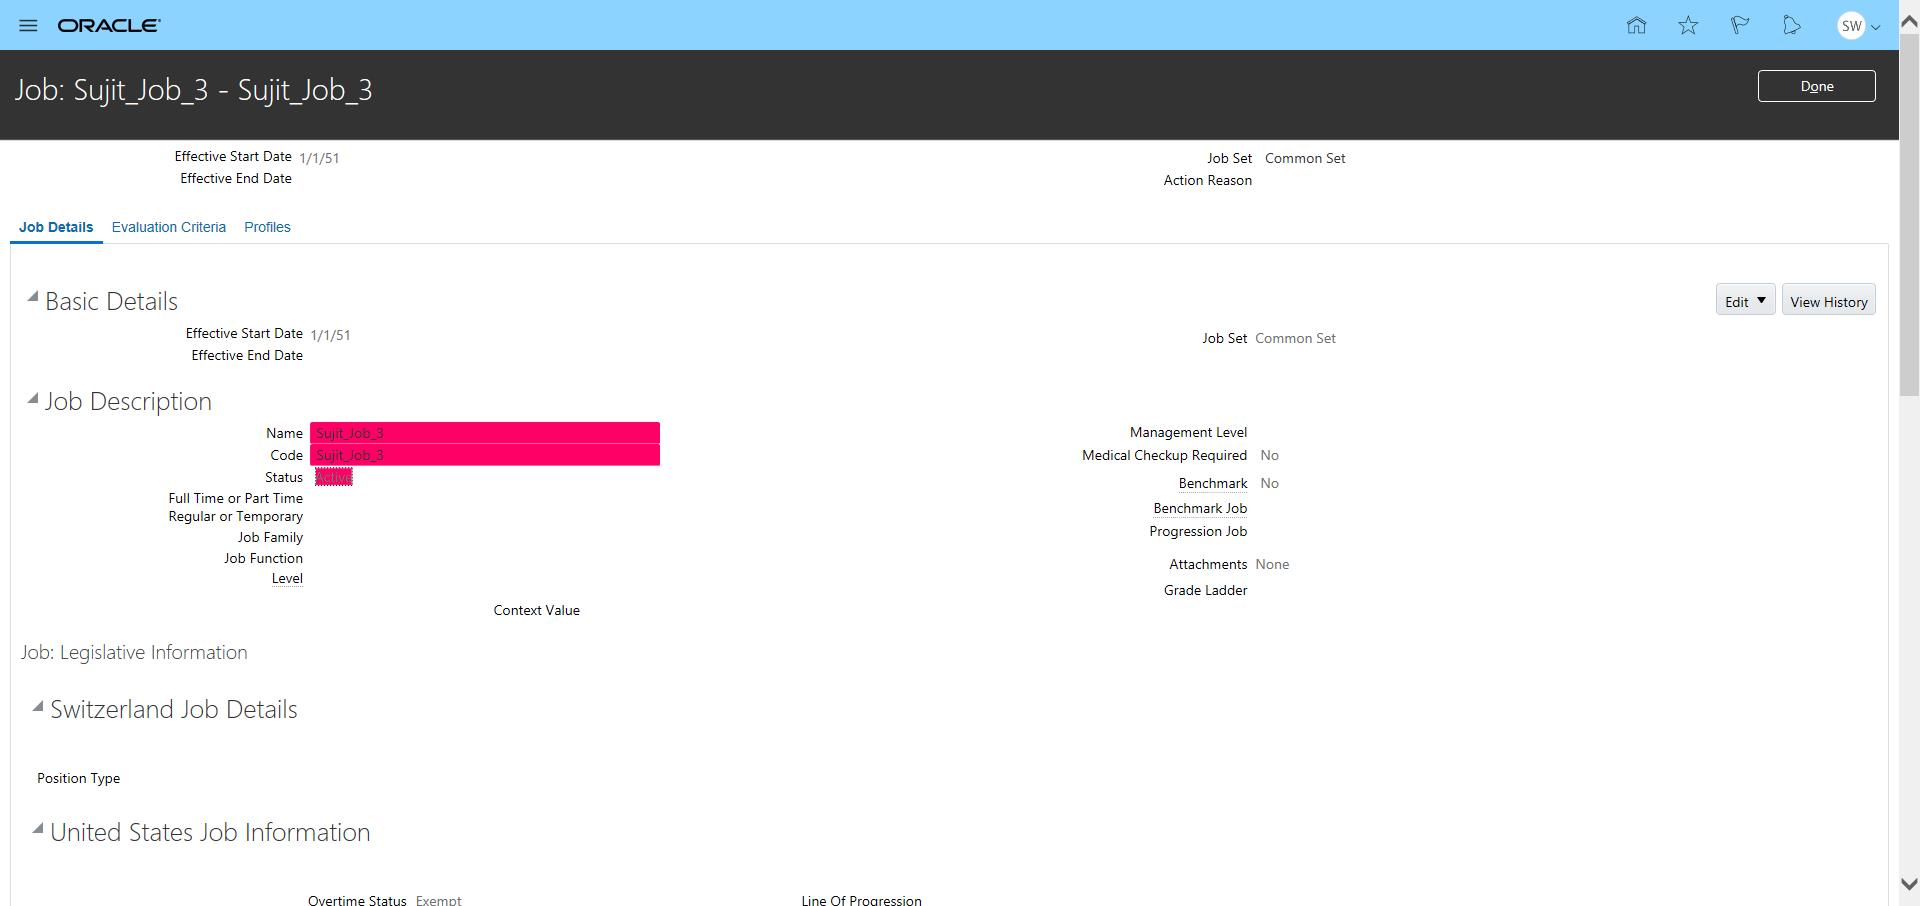 ORACLE
SW
Job: Sujit_Job_3 - Sujit_Job_3
Done
Effective Start Date 1/1/51
Job Set Common Set
Effective End Date
Action Reason
Job Details Evaluation Criteria Profiles
Basic Details
Edit View History
Effective Start Date 1/1/51
Job Set Common Set
Effective End Date
Job Description
Name Sujit_Job_3
Management Level
Code Sujit_Job_3
Medical Checkup Required No
Status Active
Benchmark No
Full Time or Part Time
Benchmark Job
Regular or Temporary
Progression Job
Job Family
Job Function
Attachments None
Level
Grade Ladder
Context Value
Job: Legislative Information
Switzerland Job Details
Position Type
United States Job Information
Overtime Status Exempt
Line Of Progression